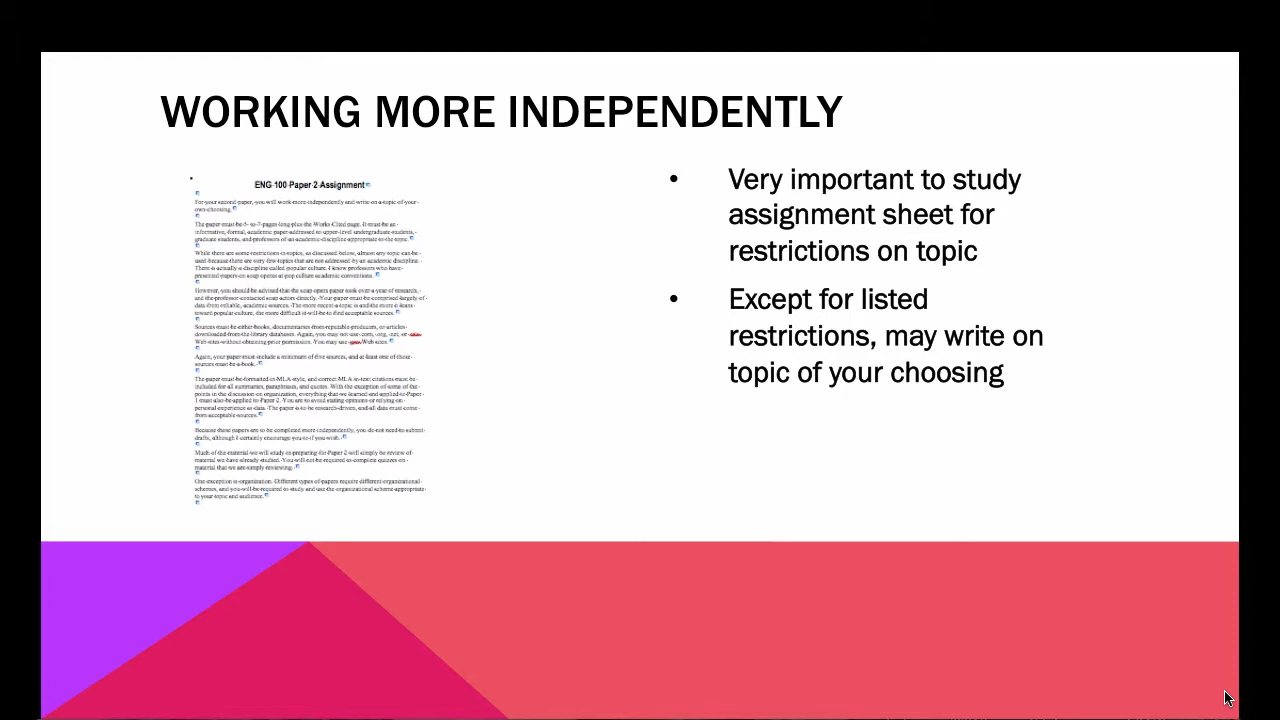 WORKING MORE INDEPENDENTLY
ENG 100 Paper 2 Assignment
For your second paper, you will work more independently and write on a topic of your
own choosing.
The paper must be 5- to 7-pages long plus the Works Cited page. It must be an
informative, formal, academic paper addressed to upper-level undergraduate students,
graduate students, and professors of an academic discipline appropriate to the topic.
While there are some restrictions in topics, as discussed below, almost any topic can be
used because there are very few topics that are not addressed by an academic discipline.
There is actually a discipline called popular culture. I know professors who have
presented papers on soap operas at pop culture academic conventions.
However, you should be advised that the soap opera paper took over a year of research,
and the professor contacted soap actors directly. Your paper must be comprised largely of
data from reliable, academic sources. The more recent a topic is and the more it leans
toward popular culture, the more difficult it will be to find acceptable sources.
Sources must be either books, documentaries from reputable producers, or articles
downloaded from the library databases. Again, you may not use .com, .org, .net, or
Web sites without obtaining prior permission. You may use Web sites.
Again, your paper must include a minimum of five sources, and at least one of those
sources must be a book.
The paper must be formatted in MLA style, and correct MLA in-text citations must be
included for all summaries, paraphrases, and quotes. With the exception of some of the
points in the discussion on organization, everything that we learned and applied to Paper
1 must also be applied to Paper 2. You are to avoid stating opinions or relying on
personal experience as data. The paper is to be research-driven, and all data must come
from acceptable sources.
Because these papers are to be completed more independently, you do not need to submit
drafts, although I certainly encourage you to if you wish.
Much of the material we will study in preparing for Paper 2 will simply be review of
material we have already studied. You will not be required to complete quizzes on
material that we are simply reviewing.
One exception is organization. Different types of papers require different organizational
schemes, and you will be required to study and use the organizational scheme appropriate
to your topic and audience.
• Very important to study
assignment sheet for
restrictions on topic
• Except for listed
restrictions, may write on
topic of your choosing